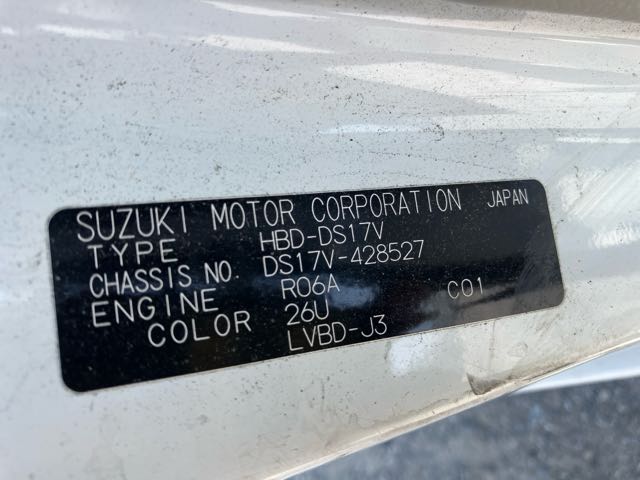 SUZUKI MOTOR CORPORATION JAPAN
TYPE HBD-DS17V
CHASSIS NO. DS17V-428527
ENGINE R06A C01
COLOR 26U
LVBD-J3